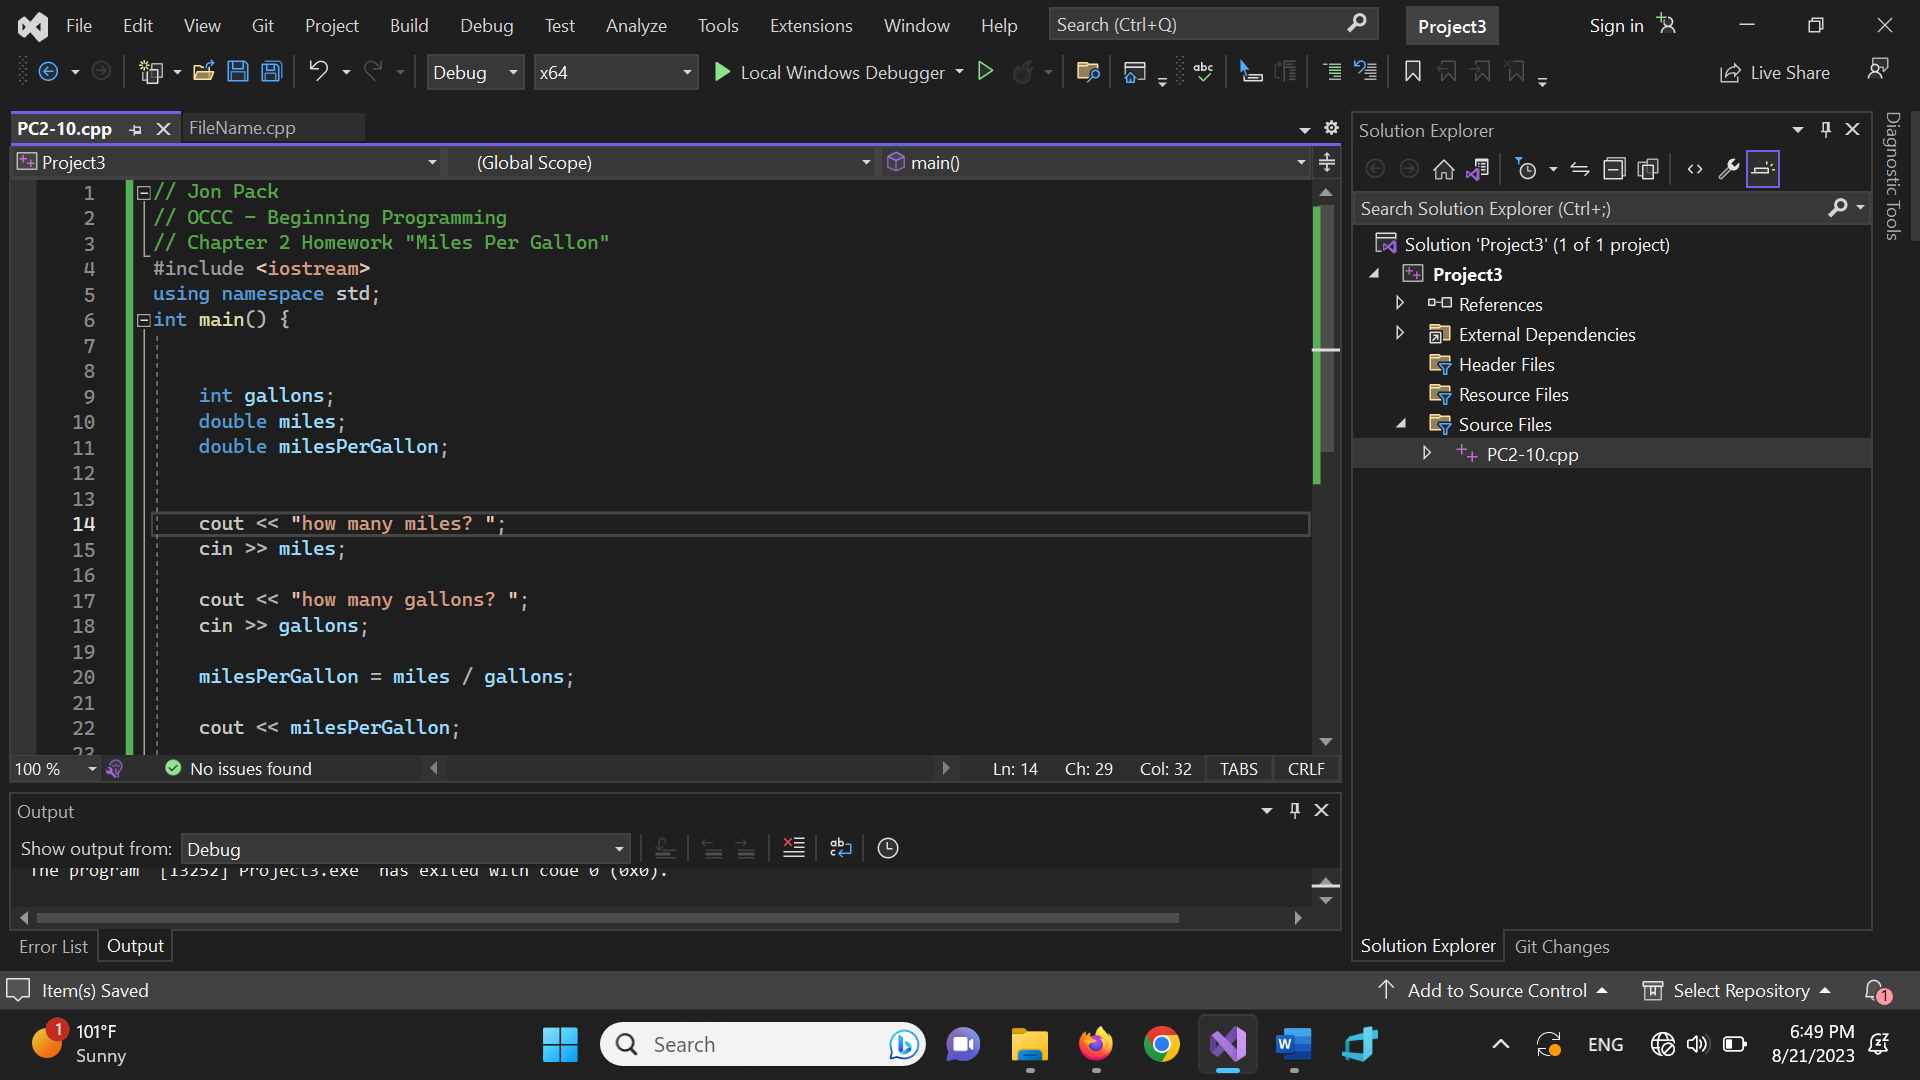 File Edit View Git Project Build Debug Test Analyze Tools Extensions Window Help Search (Ctrl+Q) Project3 Sign in
Debug x64 Local Windows Debugger Live Share
PC2-10.cpp FileName.cpp
Project3 (Global Scope) main()
1 // Jon Pack
2 // OCCC - Beginning Programming
3 // Chapter 2 Homework "Miles Per Gallon"
4 #include <iostream>
5 using namespace std;
6 int main() {
7
8
9 int gallons;
10 double miles;
11 double milesPerGallon;
12
13
14 cout << "how many miles? ";
15 cin >> miles;
16
17 cout << "how many gallons? ";
18 cin >> gallons;
19
20 milesPerGallon = miles / gallons;
21
22 cout << milesPerGallon;
23
100 % No issues found Ln: 14 Ch: 29 Col: 32 TABS CRLF
Output
Show output from: Debug
The program '[13252] Project3.exe' has exited with code 0 (0x0).
Error List Output
Solution Explorer
Search Solution Explorer (Ctrl+;)
Solution 'Project3' (1 of 1 project)
Project3
References
External Dependencies
Header Files
Resource Files
Source Files
PC2-10.cpp
Solution Explorer Git Changes
Diagnostic Tools
Item(s) Saved Add to Source Control Select Repository 1
1 101°F
Sunny
Search
ENG
6:49 PM
8/21/2023